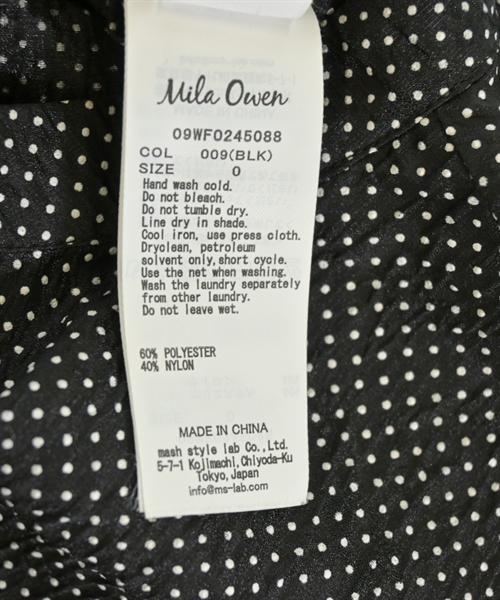 Mila Owen
09WF0245088
COL 009(BLK)
SIZE 0
Hand wash cold.
Do not bleach.
Do not tumble dry.
Line dry in shade.
Cool iron, use press cloth.
Dryclean, petroleum
solvent only,short cycle.
Use the net when washing.
Wash the laundry separately
from other laundry.
Do not leave wet.
60% POLYESTER
40% NYLON
MADE IN CHINA
mash style lab Co.,Ltd.
5-7-1 Kojimachi,Chiyoda-Ku
Tokyo,Japan
info@ms-lab.com